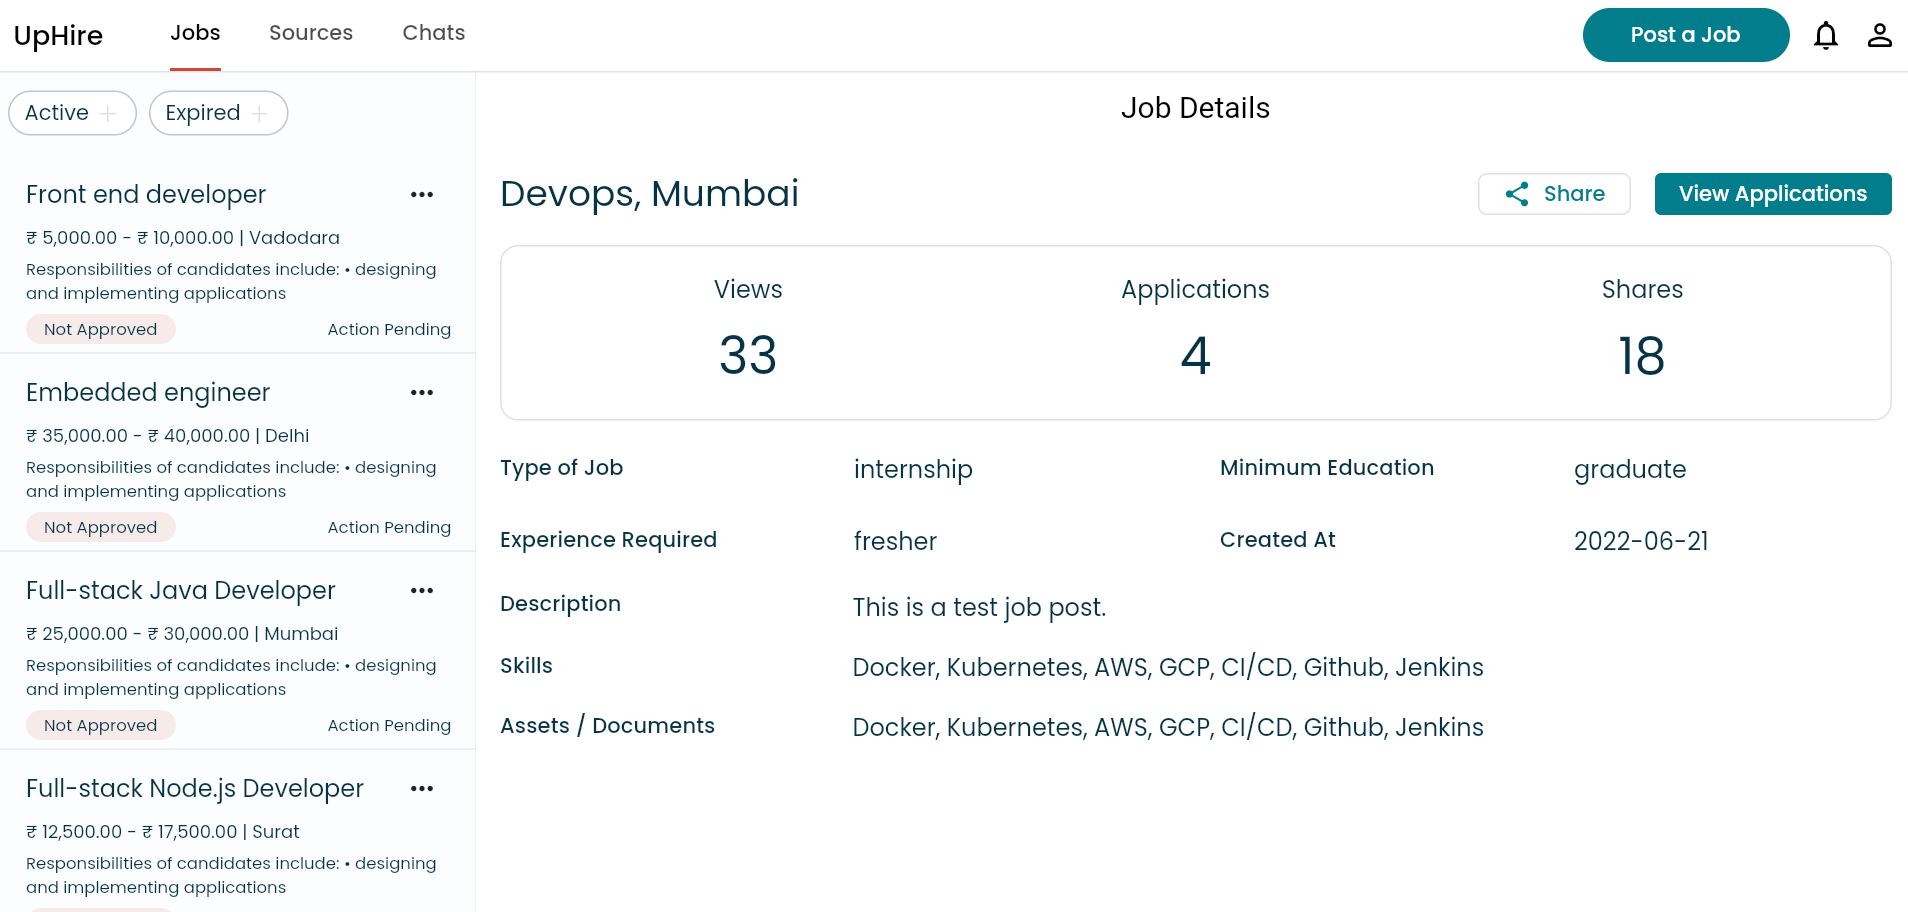 UpHire
Jobs
Sources
Chats
Post a Job
Active
Expired
Front end developer
₹ 5,000.00 - ₹ 10,000.00 | Vadodara
Responsibilities of candidates include: • designing
and implementing applications
Not Approved
Action Pending
Embedded engineer
₹ 35,000.00 - ₹ 40,000.00 | Delhi
Responsibilities of candidates include: • designing
and implementing applications
Not Approved
Action Pending
Full-stack Java Developer
₹ 25,000.00 - ₹ 30,000.00 | Mumbai
Responsibilities of candidates include: • designing
and implementing applications
Not Approved
Action Pending
Full-stack Node.js Developer
₹ 12,500.00 - ₹ 17,500.00 | Surat
Responsibilities of candidates include: • designing
and implementing applications
Job Details
Devops, Mumbai
Share
View Applications
Views
33
Applications
4
Shares
18
Type of Job
internship
Minimum Education
graduate
Experience Required
fresher
Created At
2022-06-21
Description
This is a test job post.
Skills
Docker, Kubernetes, AWS, GCP, CI/CD, Github, Jenkins
Assets / Documents
Docker, Kubernetes, AWS, GCP, CI/CD, Github, Jenkins